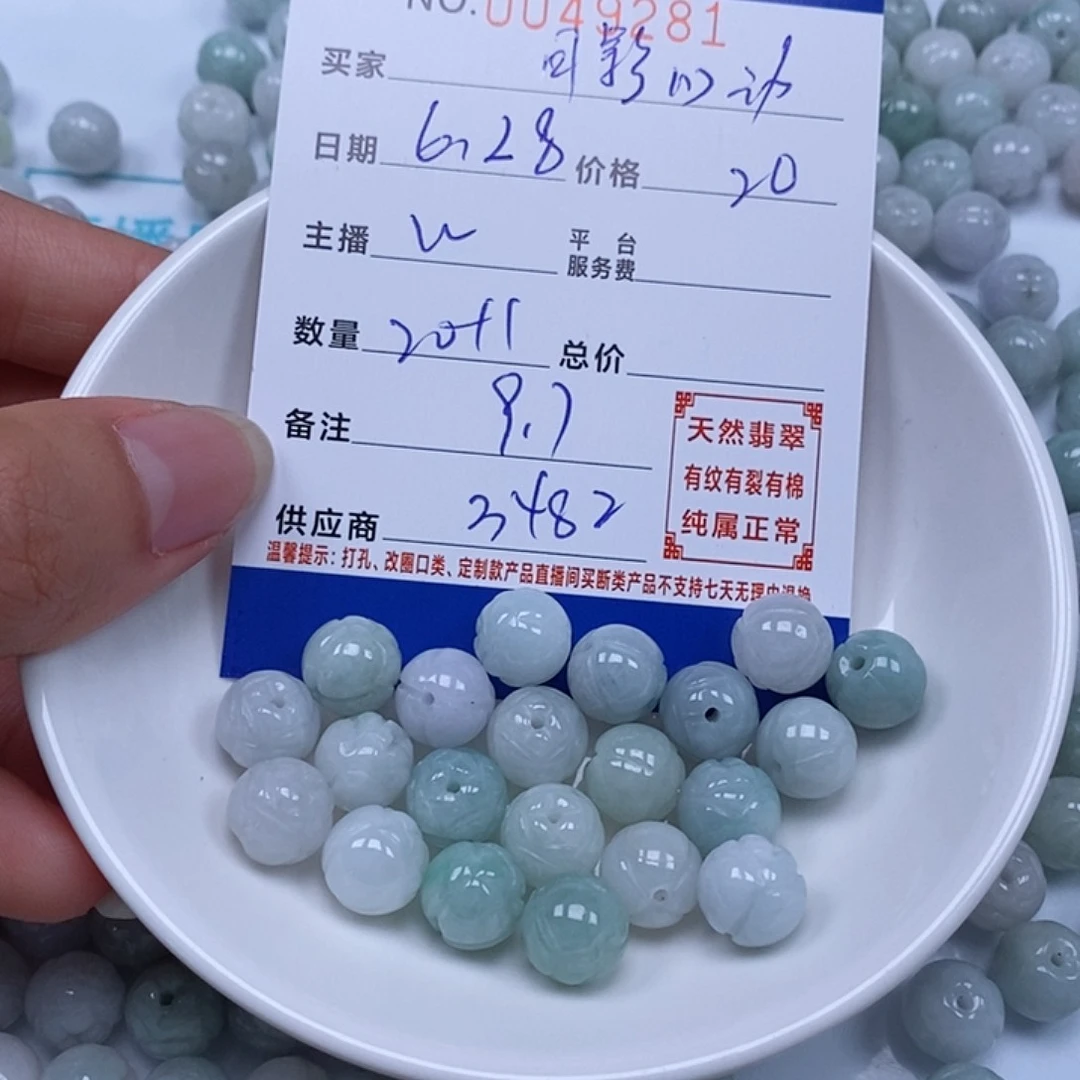 NO.0049281
买家
日期 6.28 价格 20
主播 W 平台服务费
数量 20+1 总价
备注 9.7
供应商 3482
天然翡翠
有纹有裂有棉
纯属正常
温馨提示：打孔、改圈口类、定制款产品直播间买断类产品不支持七天无理由退换